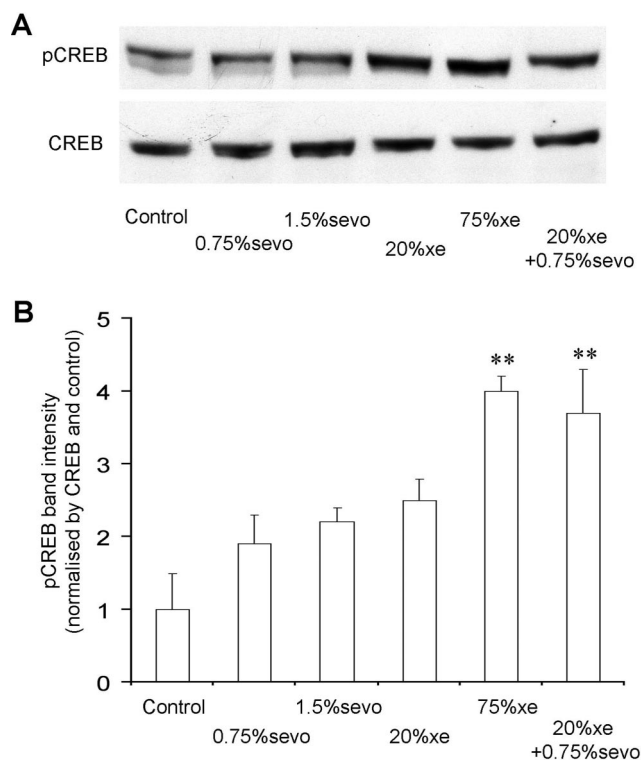 A
pCREB
CREB
Control
0.75%sevo
1.5%sevo
20%xe
75%xe
20%xe
+0.75%sevo
B
pCREB band intensity
(normalised by CREB and control)
5
4
3
2
1
0
**
**
Control
0.75%sevo
1.5%sevo
20%xe
75%xe
20%xe
+0.75%sevo